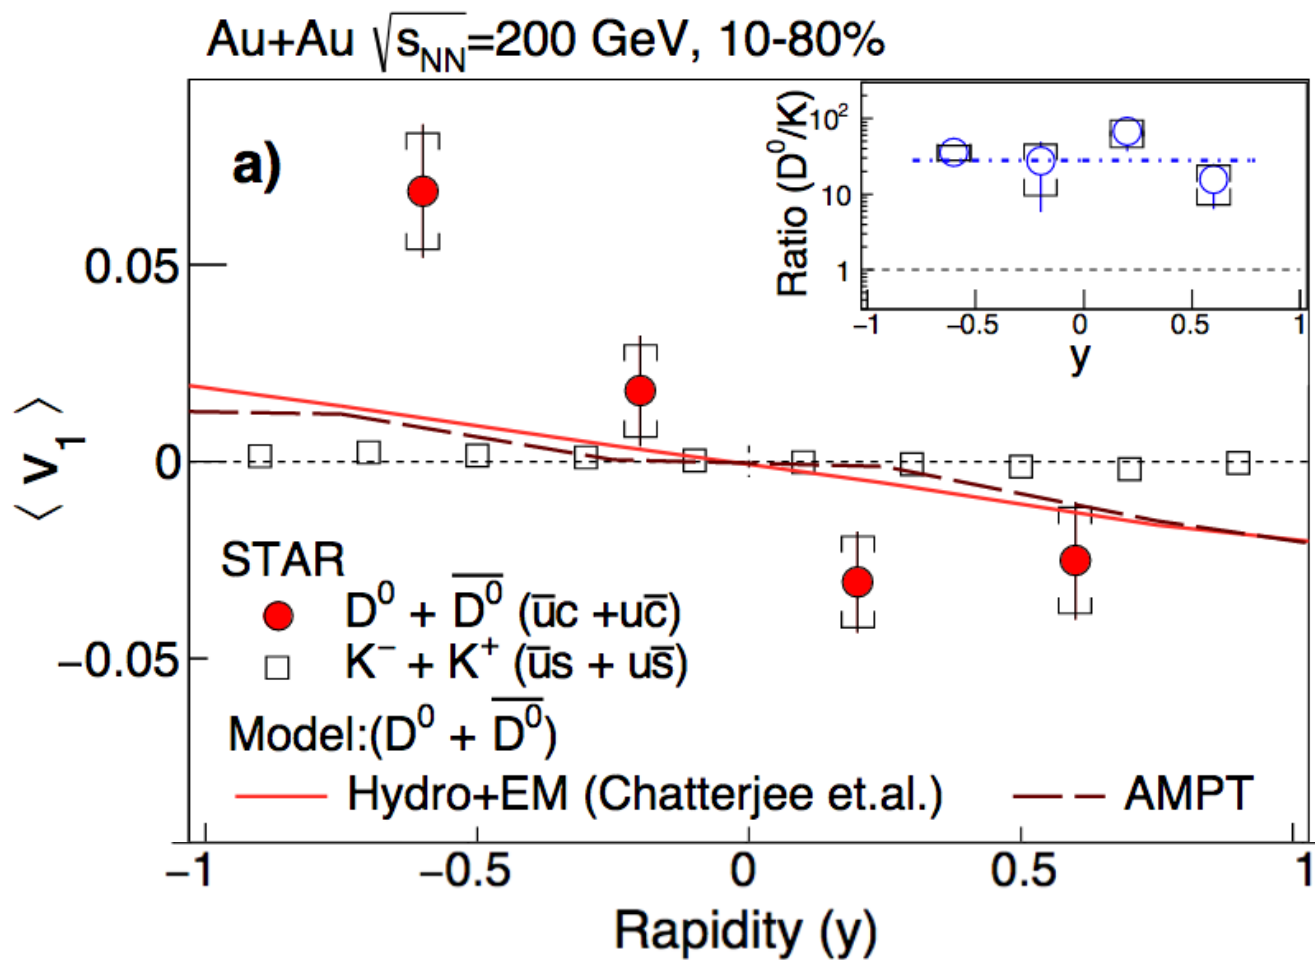 Au+Au √sNN=200 GeV, 10-80%
a)
0.05
0
−0.05
⟨ v1 ⟩
Ratio (D⁰/K)
10²
10
1
−1 −0.5 0 0.5 1
y
STAR
D⁰ + D̅⁰ (u̅c +uc̅)
K⁻ + K⁺ (u̅s + us̅)
Model:(D⁰ + D̅⁰)
Hydro+EM (Chatterjee et.al.) AMPT
−1 −0.5 0 0.5 1
Rapidity (y)